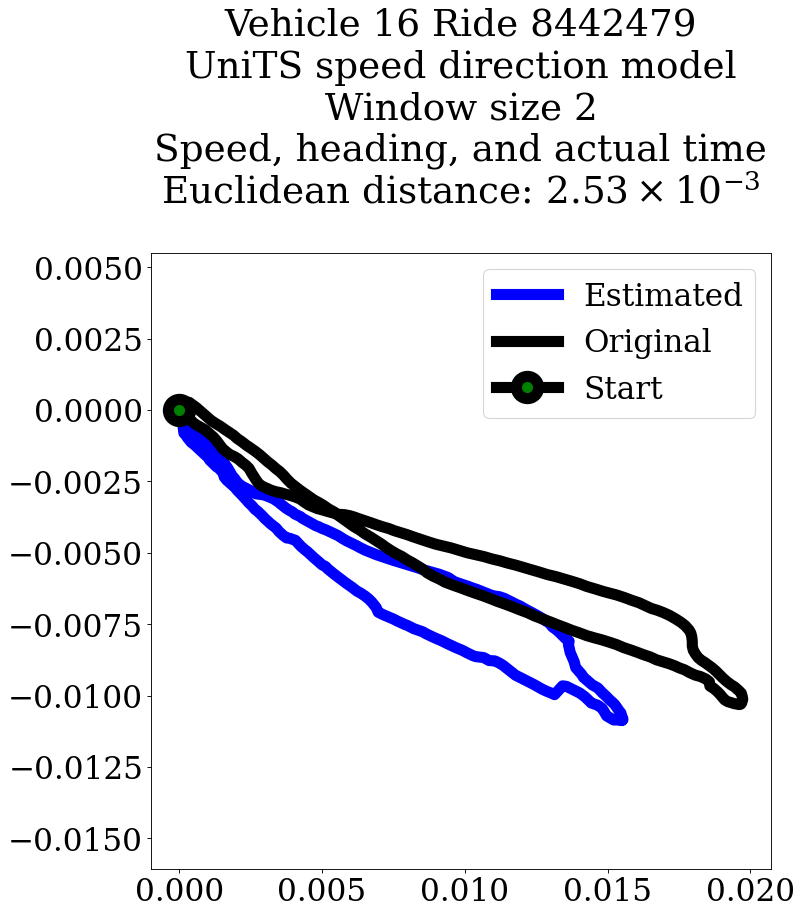 Vehicle 16 Ride 8442479
UniTS speed direction model
Window size 2
Speed, heading, and actual time
Euclidean distance: 2.53 × 10⁻³
Estimated
Original
Start
0.0050
0.0025
0.0000
−0.0025
−0.0050
−0.0075
−0.0100
−0.0125
−0.0150
0.000 0.005 0.010 0.015 0.020